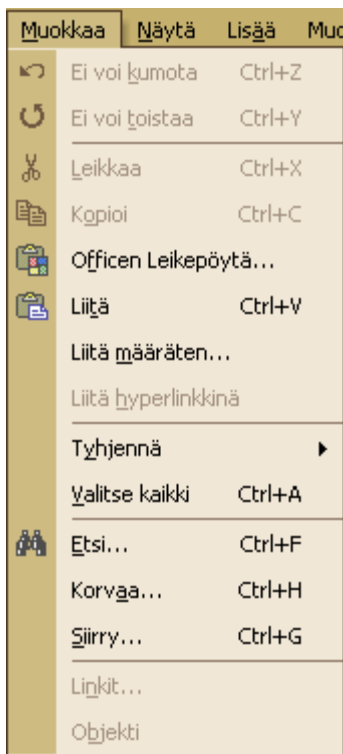 Muokkaa Näytä Lisää Muo
Ei voi kumota Ctrl+Z
Ei voi toistaa Ctrl+Y
Leikkaa Ctrl+X
Kopioi Ctrl+C
Officen Leikepöytä...
Liitä Ctrl+V
Liitä määräten...
Liitä hyperlinkkinä
Tyhjennä
Valitse kaikki Ctrl+A
Etsi... Ctrl+F
Korvaa... Ctrl+H
Siirry... Ctrl+G
Linkit...
Objekti